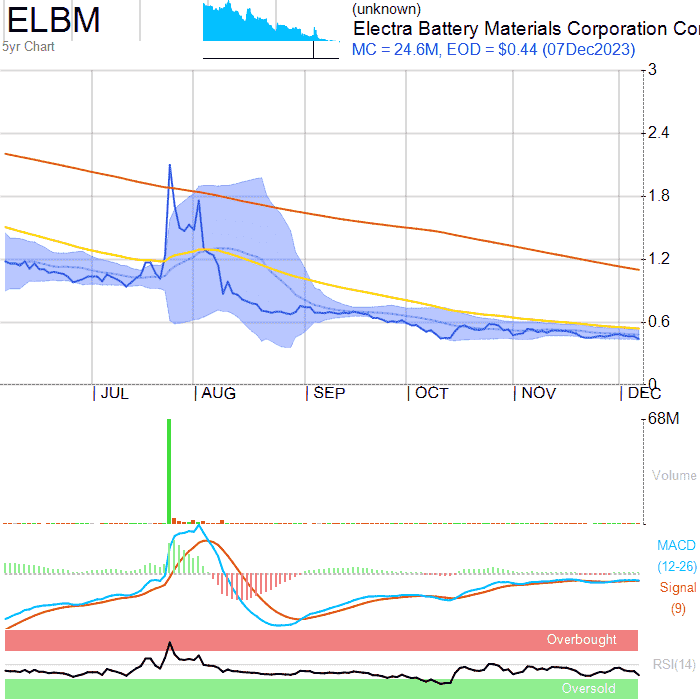 ELBM
5yr Chart
(unknown)
Electra Battery Materials Corporation
MC = 24.6M, EOD = $0.44 (07Dec2023)
3
2.4
1.8
1.2
0.6
0
JUL AUG SEP OCT NOV DEC
68M
Volume
MACD
(12-26)
Signal
(9)
Overbought
RSI(14)
Oversold